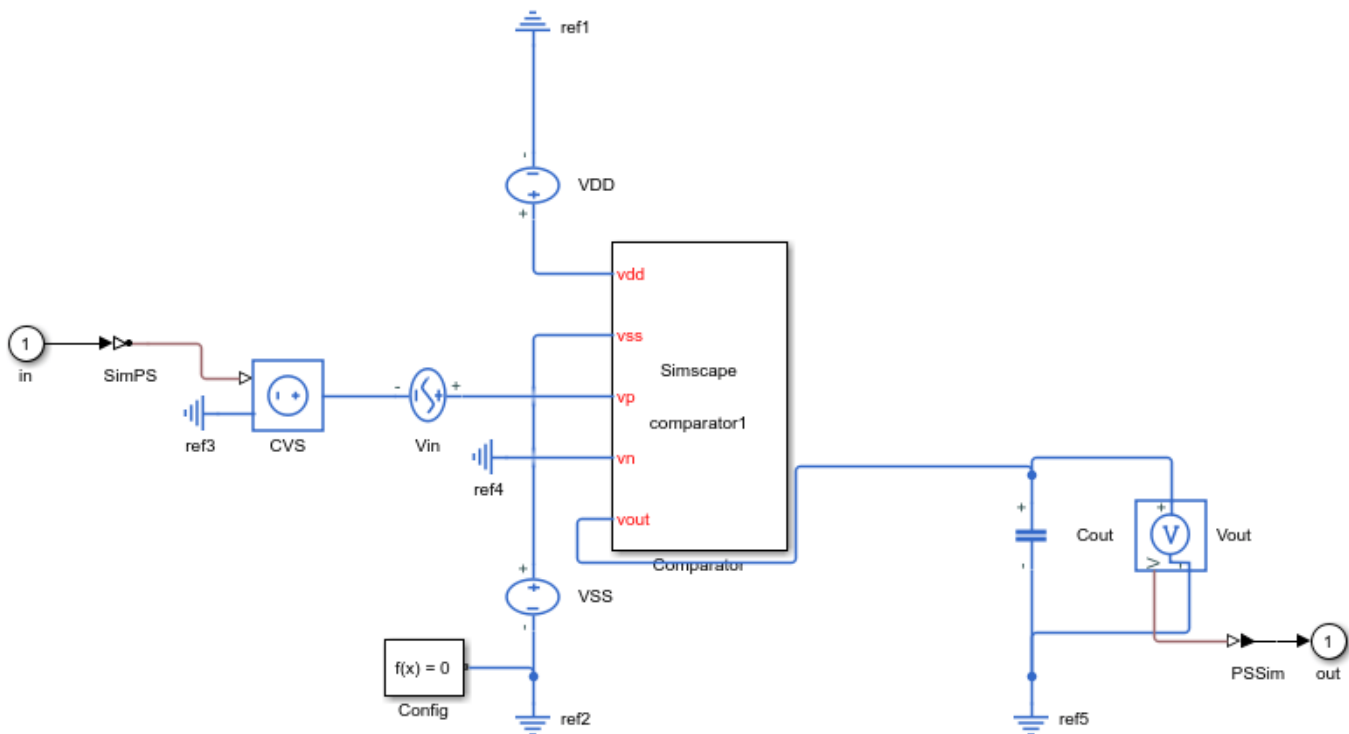 ref1
-
VDD
+
vdd
1
in
SimPS
vss
Simscape
comparator1
ref3
CVS
-
+
Vin
vp
vn
ref4
vout
Comparator
+
-
Cout
+
V
V
-
Vout
+
VSS
-
f(x) = 0
Config
ref2
ref5
PSSim
1
out